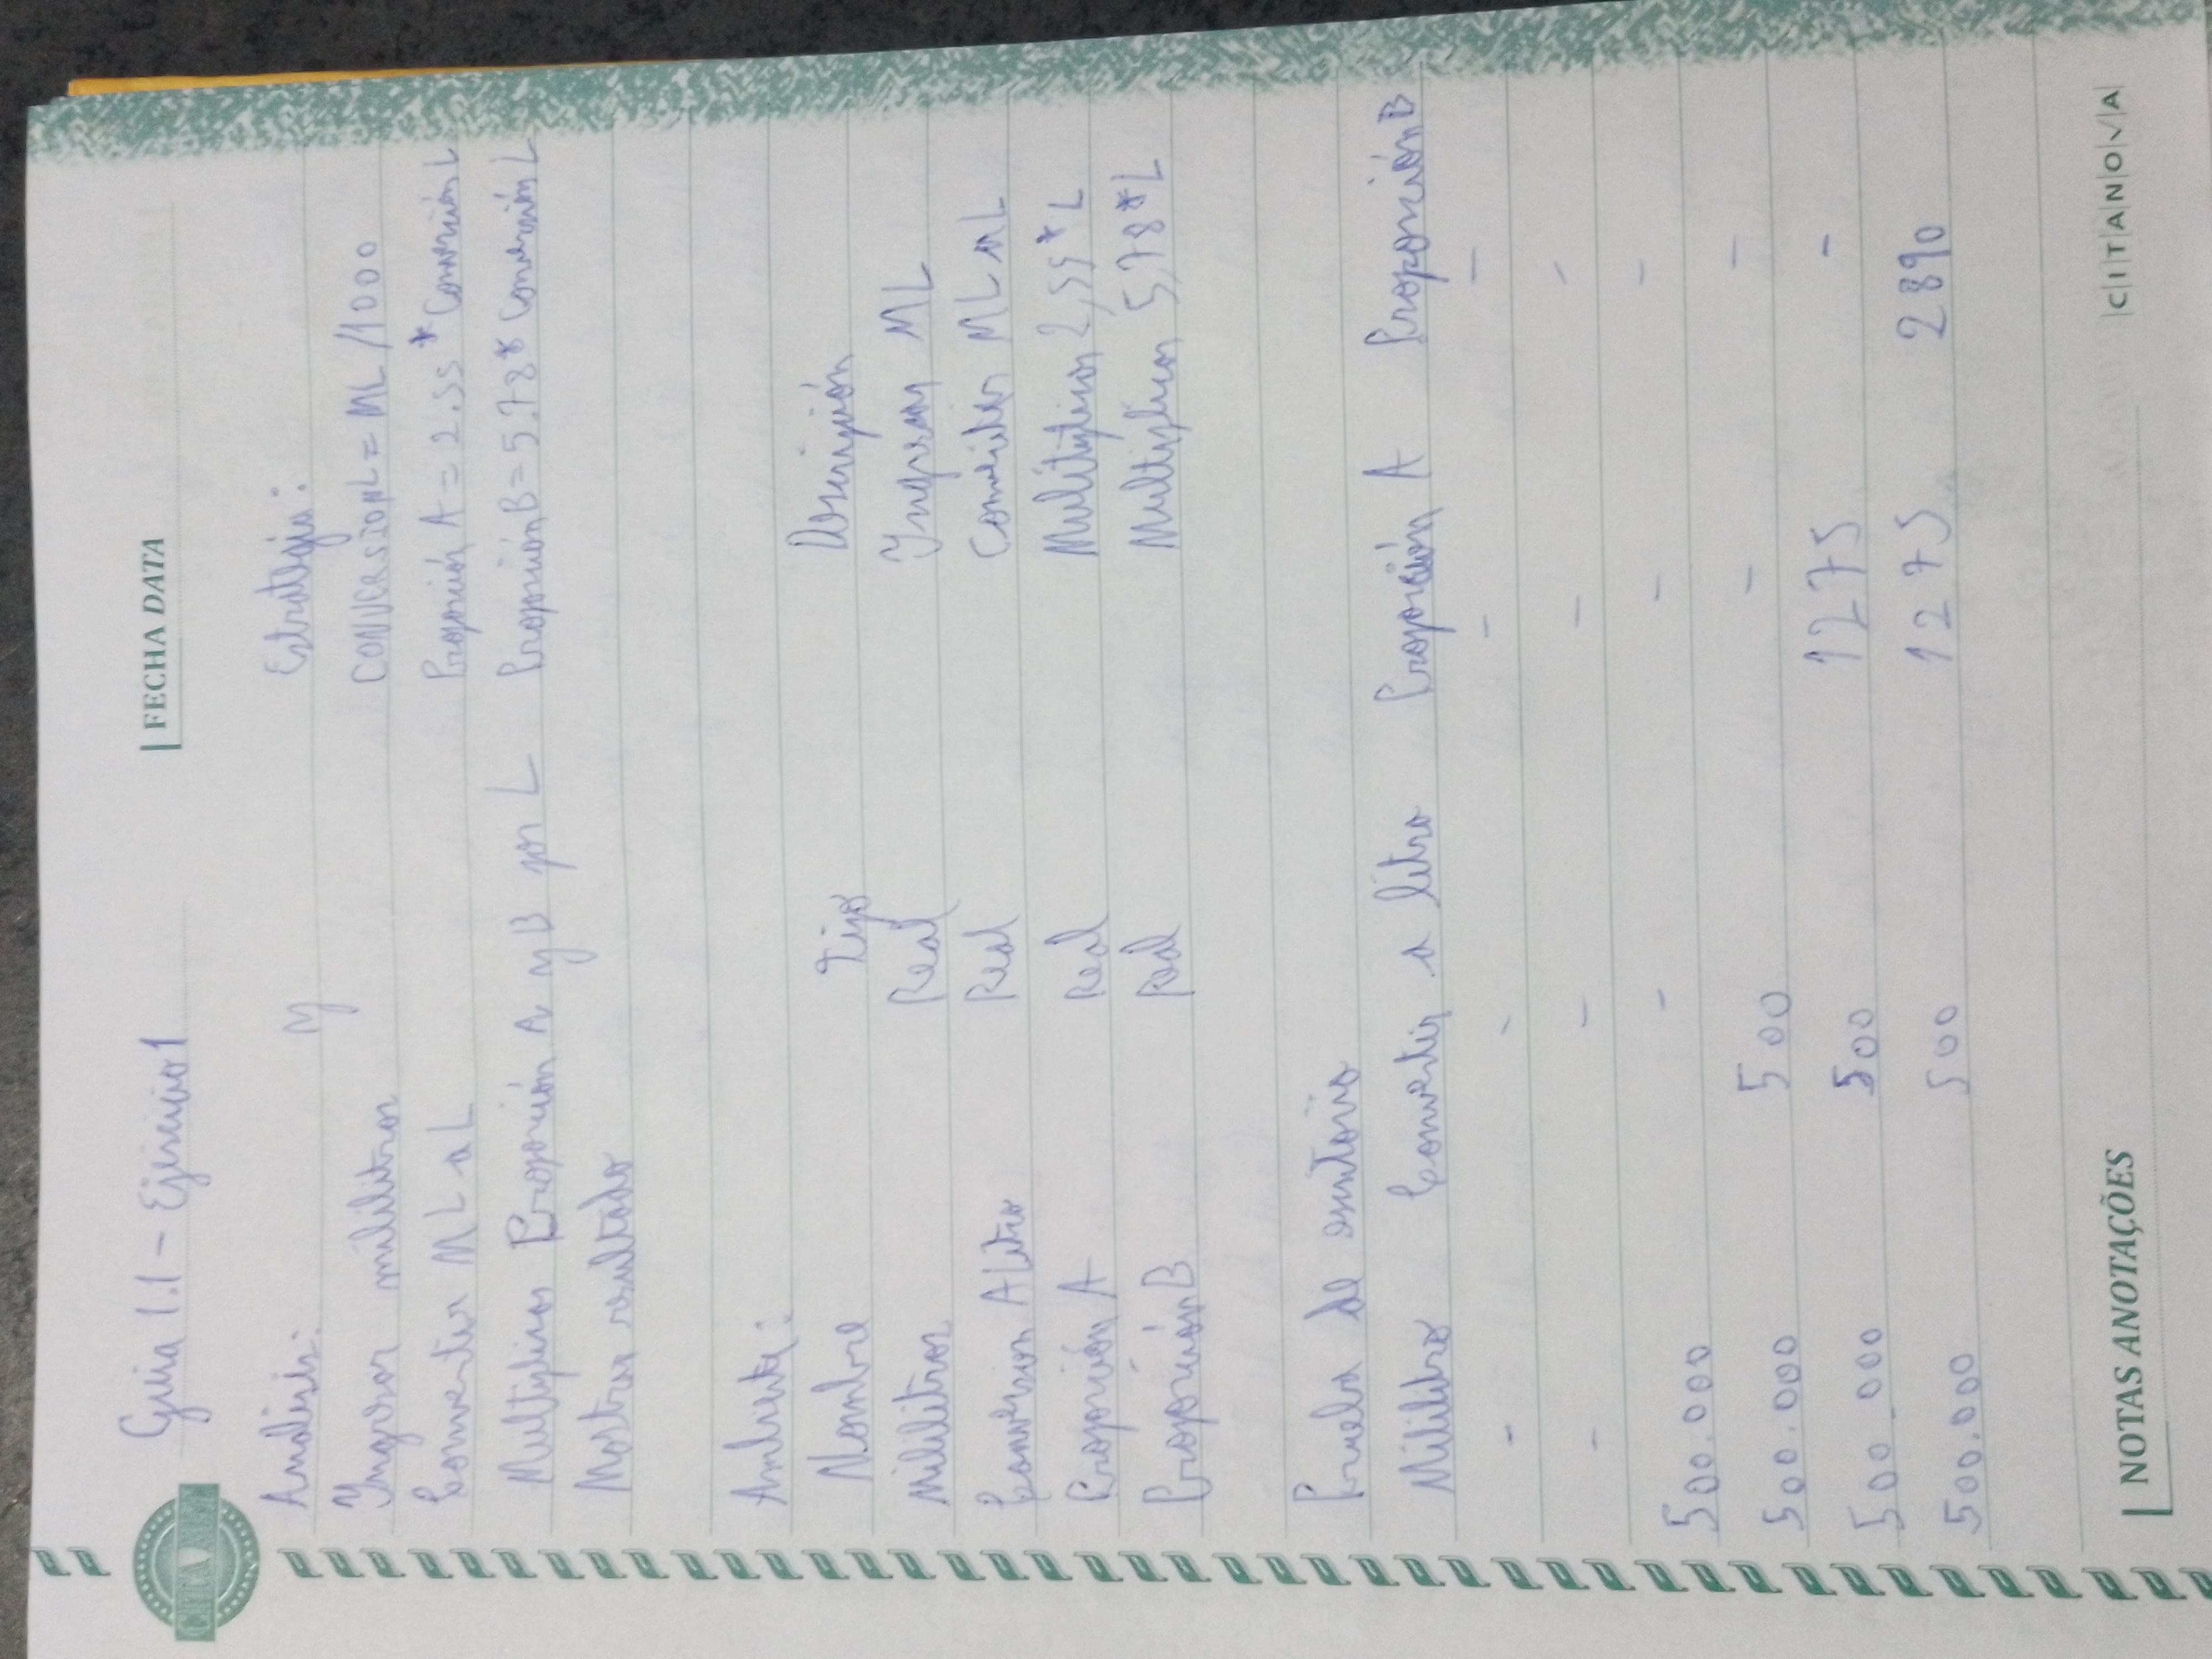 Guia 1.1 - Ejercicio 1
FECHA DATA
Analisis: y Estrategia:
Ingresar mililitros CONVERSIONL = ML /1000
Convertir ML a L Proporción A = 2.55 * Conversión L
Multiplicar Proporción A y B por L Proporción B = 5.78 * Conversión L
Mostrar resultado
Ambiente:
Nombre tipo Descripción
Mililitros Real Ingresar ML
Conversion A Litro Real Convertir ML a L
Proporción A Real Multiplicar 2,55 * L
Proporción B Real Multiplicar 5,78 * L
Prueba de escritorio
Mililitro Convertir a litro Proporción A Proporción B
- - - -
- - - -
500.000 - - -
500.000 500 - -
500.000 500 1275 -
500.000 500 1275 2890
NOTAS ANOTAÇÕES
CITANOVA